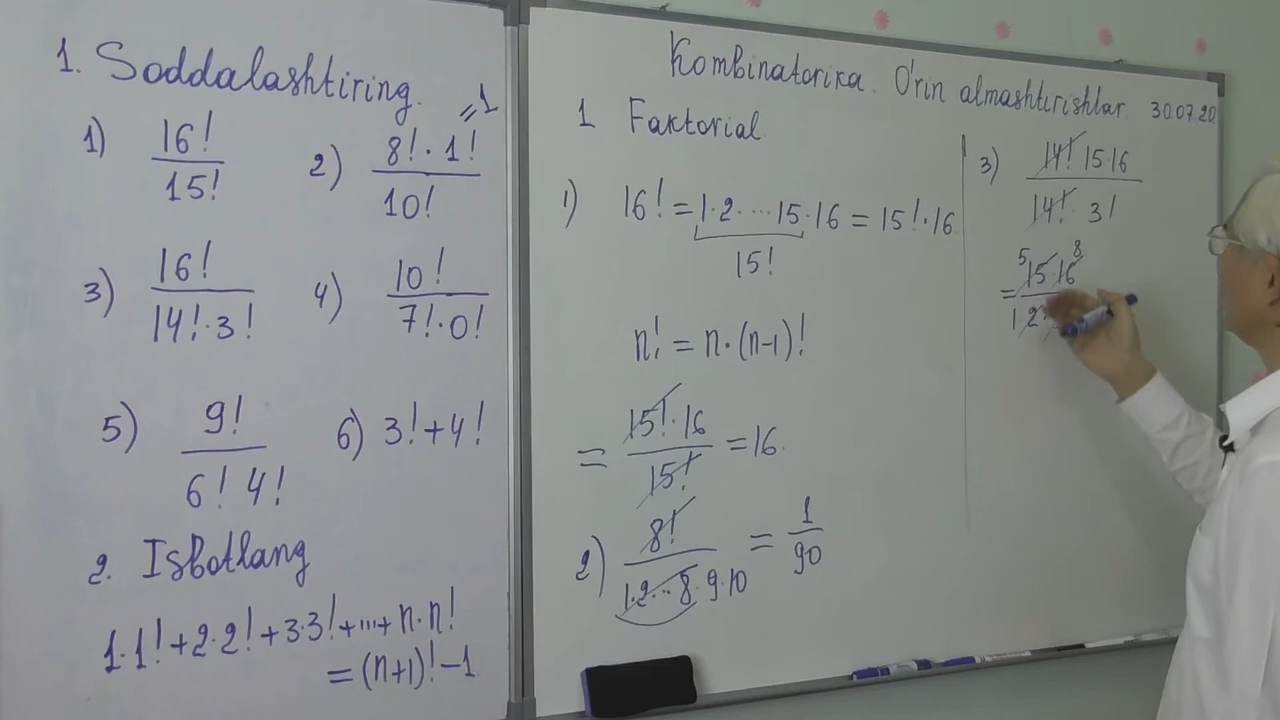 1. Soddalashtiring.
1) 16! / 15!
2) 8! · 1! / 10!
=1
3) 16! / 14! · 3!
4) 10! / 7! · 0!
5) 9! / 6! 4!
6) 3! + 4!
2. Isbotlang
1·1! + 2·2! + 3·3! + ... + n·n!
= (n+1)! - 1
Kombinatorika. O'rin almashtirishlar 30.07.20
1 Faktorial
1) 16! = 1·2· ... 15·16 = 15!·16
15!
n! = n·(n-1)!
= 15!·16 / 15! = 16
2) 8! / 1·2...8·9·10 = 1 / 90
3) 14! 15·16 / 14! · 3!
5 8
= 15·16 / 1 2·